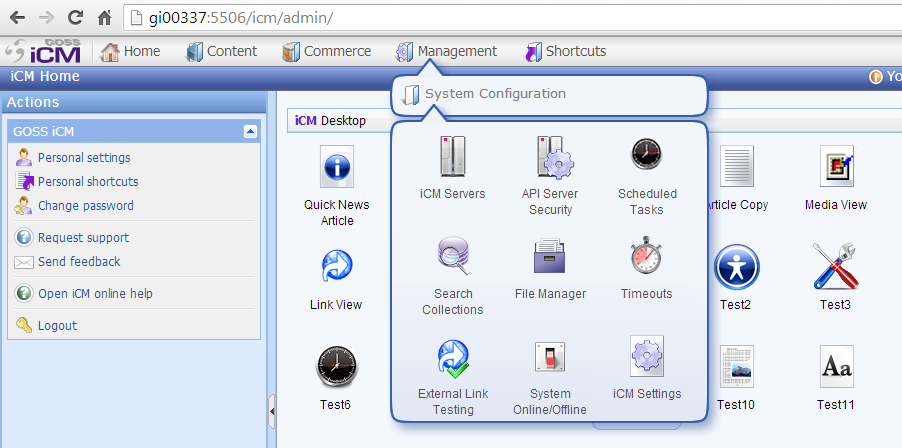 gi00337:5506/icm/admin/
GOSS
iCM
Home
Content
Commerce
Management
Shortcuts
iCM Home
Yo
Actions
System Configuration
GOSS iCM
Personal settings
Personal shortcuts
Change password
Request support
Send feedback
Open iCM online help
Logout
iCM Desktop
Quick News
Article
Link View
Test6
iCM Servers
API Server
Security
Scheduled
Tasks
Search
Collections
File Manager
Timeouts
External Link
Testing
System
Online/Offline
iCM Settings
Article Copy
Media View
Test2
Test3
Test10
Aa
Test11